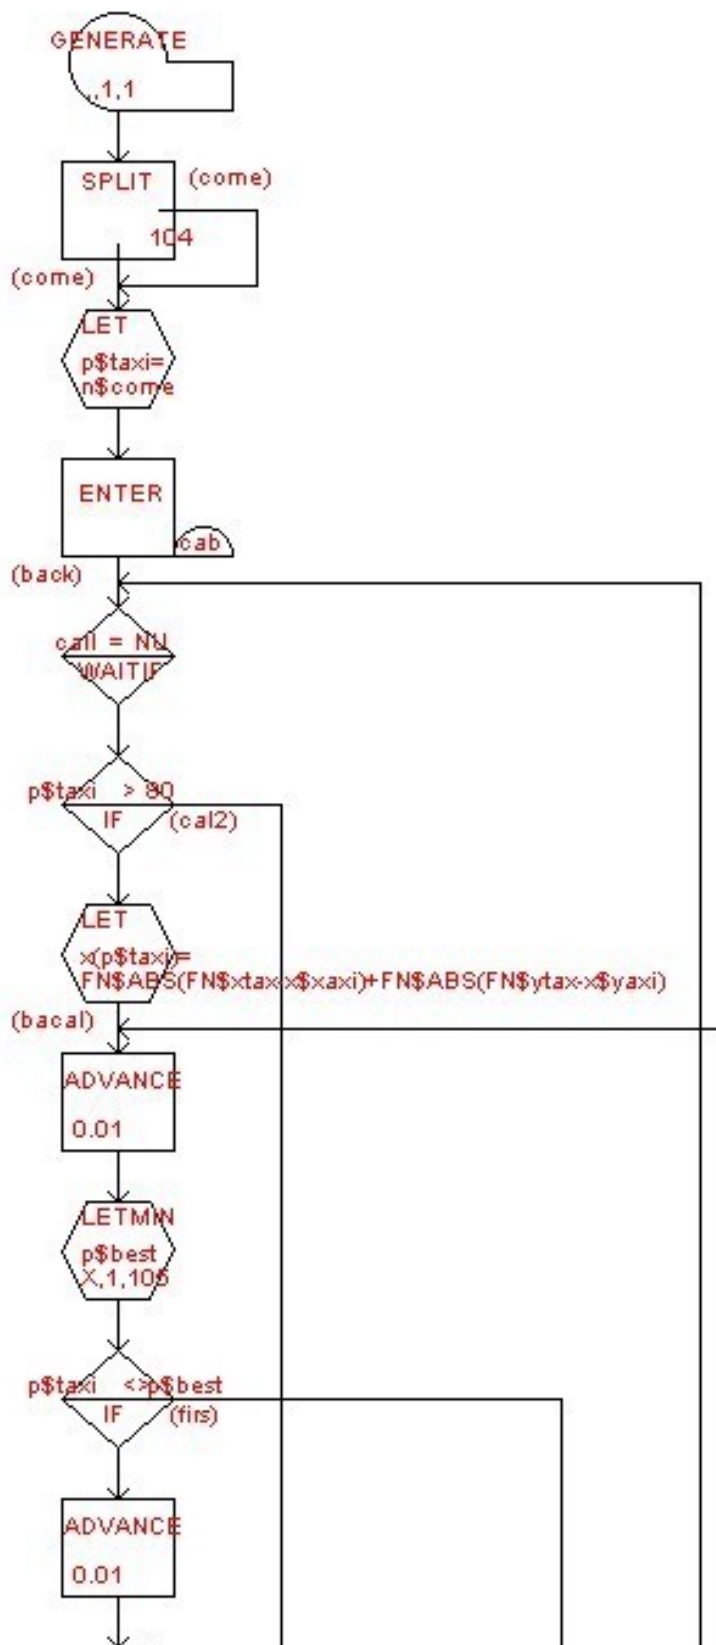 GENERATE
,,1,1
SPLIT
(come)
104
(come)
LET
p$taxi=
n$come
ENTER
cab
(back)
call = NU
WAITIF
p$taxi > 80
IF
(cal2)
LET
x(p$taxi)=
FN$ABS(FN$xtax-x$xaxi)+FN$ABS(FN$ytax-x$yaxi)
(bacal)
ADVANCE
0.01
LETMIN
p$best
X,1,105
p$taxi <>p$best
IF
(firs)
ADVANCE
0.01